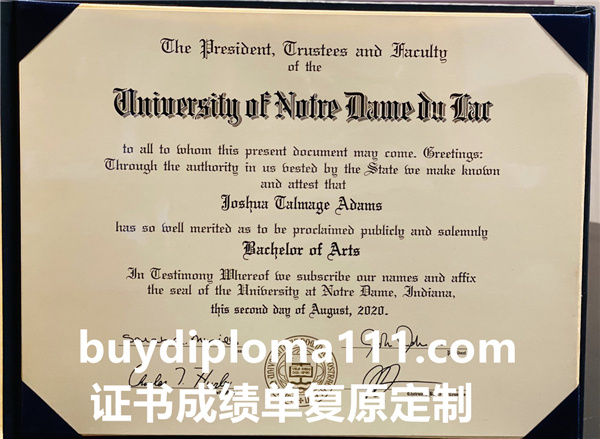 The President, Trustees and Faculty
of the
University of Notre Dame du Lac
to all to whom this present document may come. Greetings:
Through the authority in us vested by the State we make known
and attest that
Joshua Talmage Adams
has so well merited as to be proclaimed publicly and solemnly
Bachelor of Arts
In Testimony Whereof we subscribe our names and affix
the seal of the University at Notre Dame, Indiana,
this second day of August, 2020.
buydiploma111.com
证书成绩单复原定制